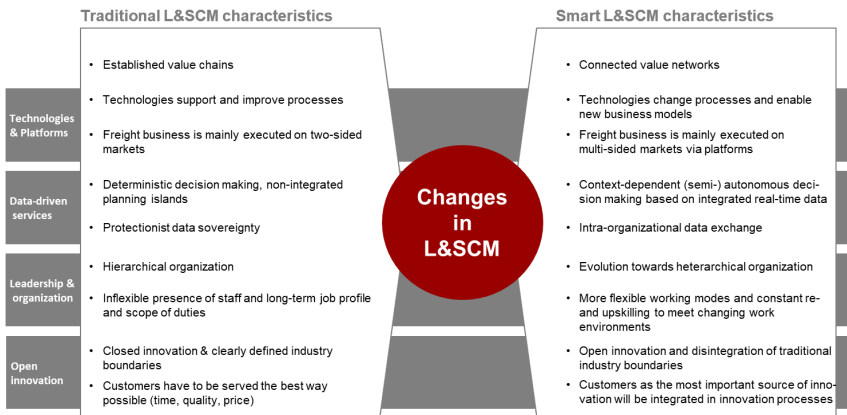 Traditional L&SCM characteristics
• Established value chains
• Technologies support and improve processes
• Freight business is mainly executed on two-sided
markets
• Deterministic decision making, non-integrated
planning islands
• Protectionist data sovereignty
• Hierarchical organization
• Inflexible presence of staff and long-term job profile
and scope of duties
• Closed innovation & clearly defined industry
boundaries
• Customers have to be served the best way
possible (time, quality, price)
Technologies
& Platforms
Data-driven
services
Leadership &
organization
Open
innovation
Changes
in
L&SCM
Smart L&SCM characteristics
• Connected value networks
• Technologies change processes and enable
new business models
• Freight business is mainly executed on
multi-sided markets via platforms
• Context-dependent (semi-) autonomous deci-
sion making based on integrated real-time data
• Intra-organizational data exchange
• Evolution towards heterarchical organization
• More flexible working modes and constant re-
and upskilling to meet changing work
environments
• Open innovation and disintegration of traditional
industry boundaries
• Customers as the most important source of inno-
vation will be integrated in innovation processes